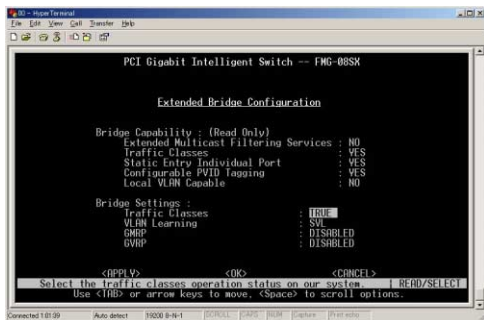 80 - HyperTerminal
File Edit View Call Transfer Help
PCI Gigabit Intelligent Switch -- FMG-08SX
Extended Bridge Configuration
Bridge Capability : (Read Only)
Extended Multicast Filtering Services : NO
Traffic Classes : YES
Static Entry Individual Port : YES
Configurable PVID Tagging : YES
Local VLAN Capable : NO
Bridge Settings :
Traffic Classes : TRUE
VLAN Learning : SVL
GMRP : DISABLED
GVRP : DISABLED
<APPLY> <OK> <CANCEL>
Select the traffic classes operation status on our system. | READ/SELECT
Use <TAB> or arrow keys to move, <Space> to scroll options.
Connected 1:01:09 Auto detect 19200 8-N-1 SCROLL CAPS NUM Capture Print echo